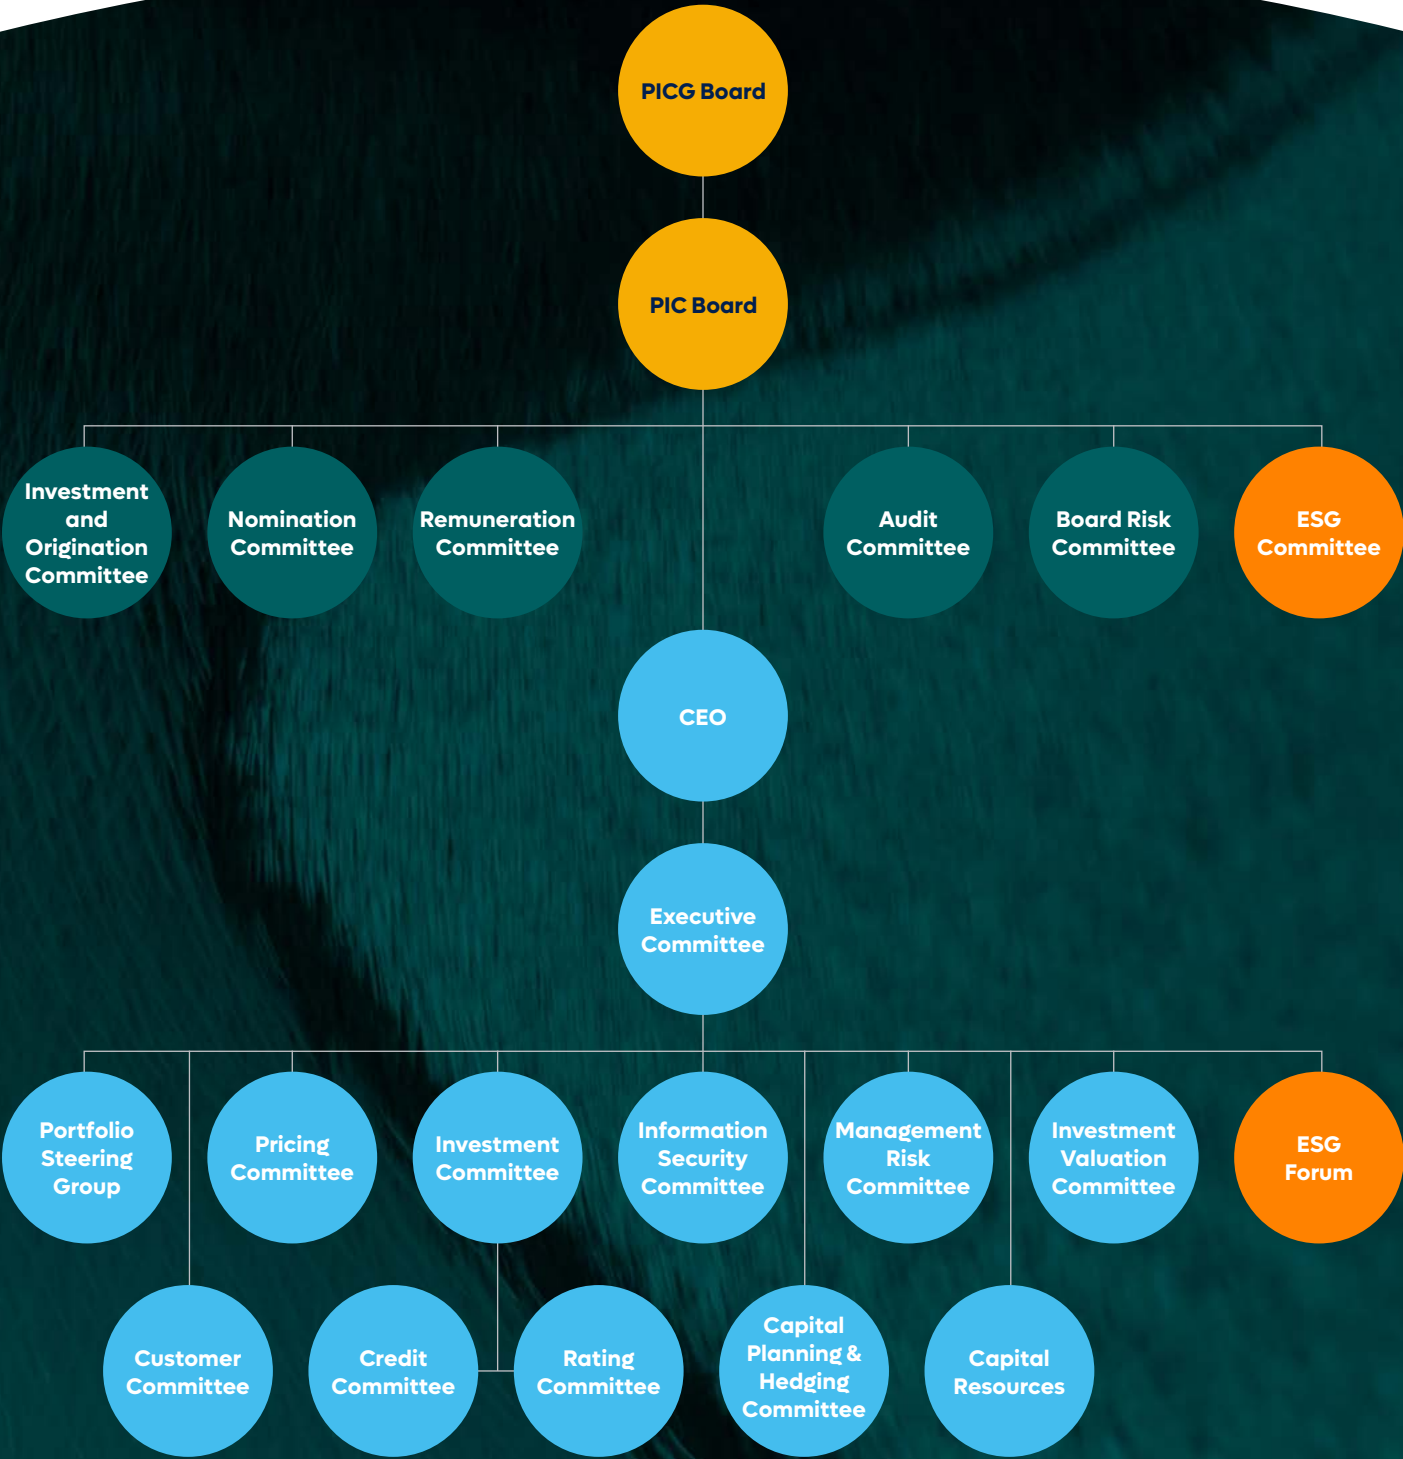 PICG Board
PIC Board
Investment
and
Origination
Committee
Nomination
Committee
Remuneration
Committee
Audit
Committee
Board Risk
Committee
ESG
Committee
CEO
Executive
Committee
Portfolio
Steering
Group
Pricing
Committee
Investment
Committee
Information
Security
Committee
Management
Risk
Committee
Investment
Valuation
Committee
ESG
Forum
Customer
Committee
Credit
Committee
Rating
Committee
Capital
Planning &
Hedging
Committee
Capital
Resources